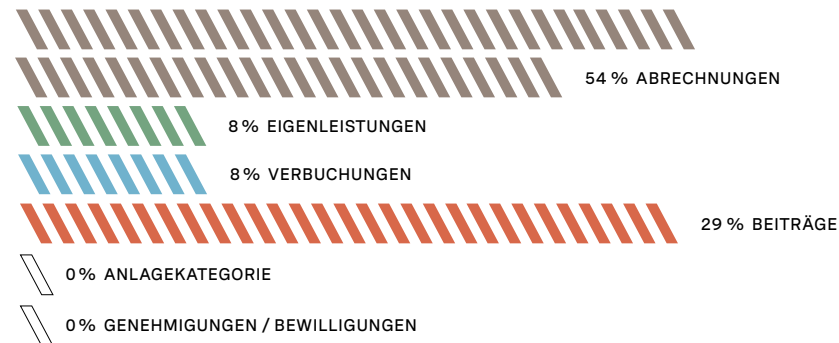 54 % ABRECHNUNGEN
8 % EIGENLEISTUNGEN
8 % VERBUCHUNGEN
29 % BEITRÄGE
0 % ANLAGEKATEGORIE
0 % GENEHMIGUNGEN / BEWILLIGUNGEN